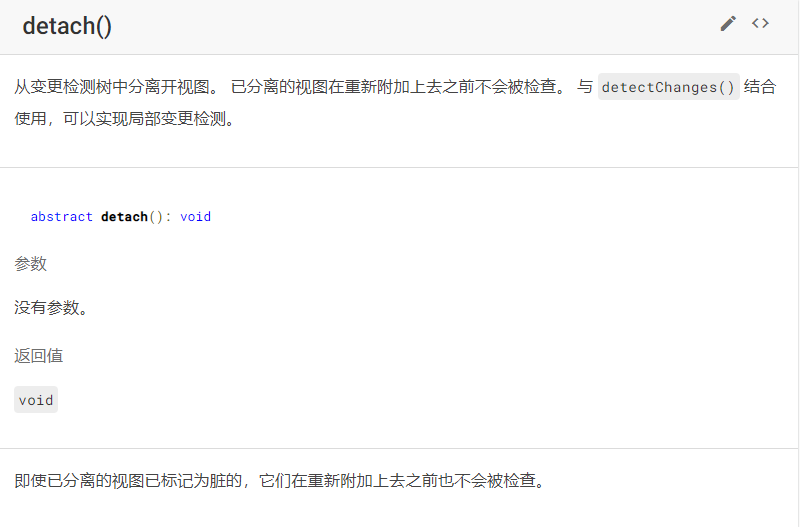 detach()
从变更检测树中分离开视图。 已分离的视图在重新附加上去之前不会被检查。 与 detectChanges() 结合
使用，可以实现局部变更检测。
abstract detach(): void
参数
没有参数。
返回值
void
即使已分离的视图已标记为脏的，它们在重新附加上去之前也不会被检查。